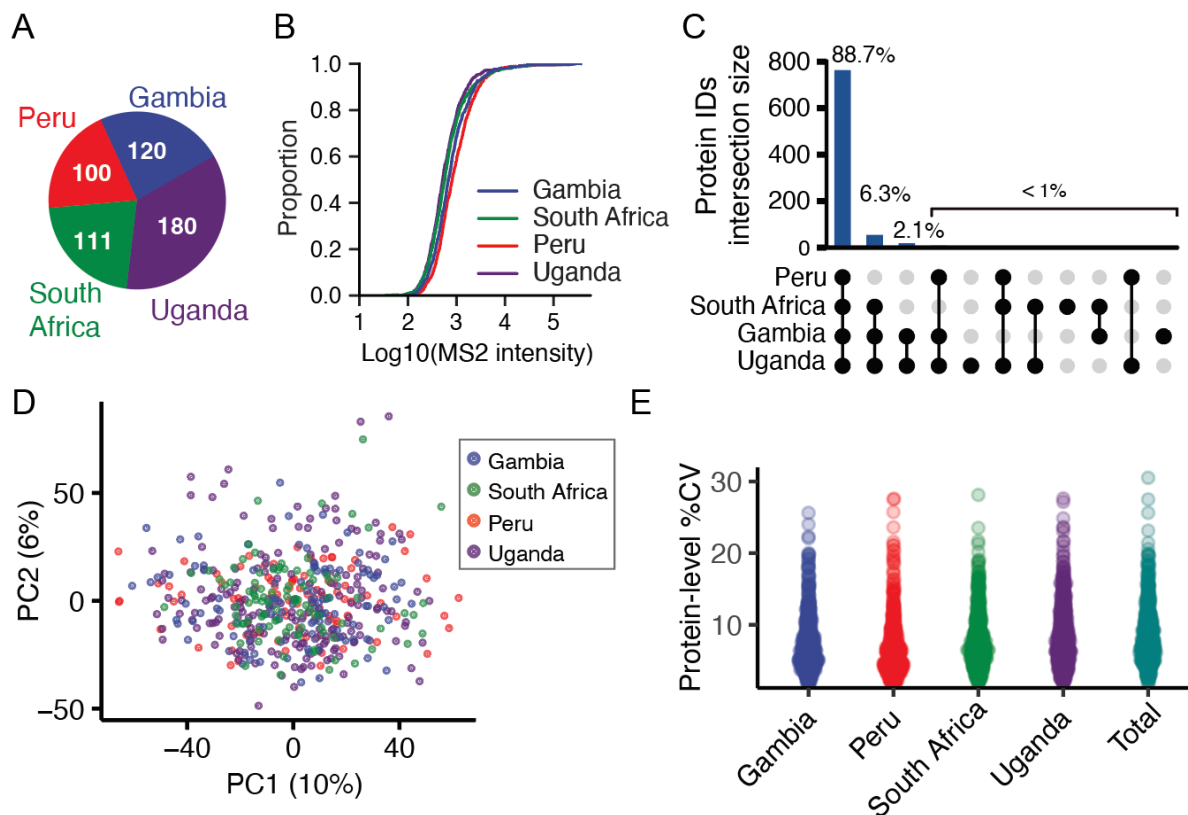 A
Gambia
Peru
120
100
111
180
South
Africa
Uganda
B
1.0
0.8
0.6
0.4
0.2
0.0
Proportion
Gambia
South Africa
Peru
Uganda
1 2 3 4 5
Log10(MS2 intensity)
C
Protein IDs
intersection size
800
600
400
200
0
88.7%
6.3%
2.1%
< 1%
Peru
South Africa
Gambia
Uganda
D
PC2 (6%)
50
0
−50
−40 0 40
PC1 (10%)
Gambia
South Africa
Peru
Uganda
E
Protein-level %CV
30
20
10
Gambia
Peru
South Africa
Uganda
Total